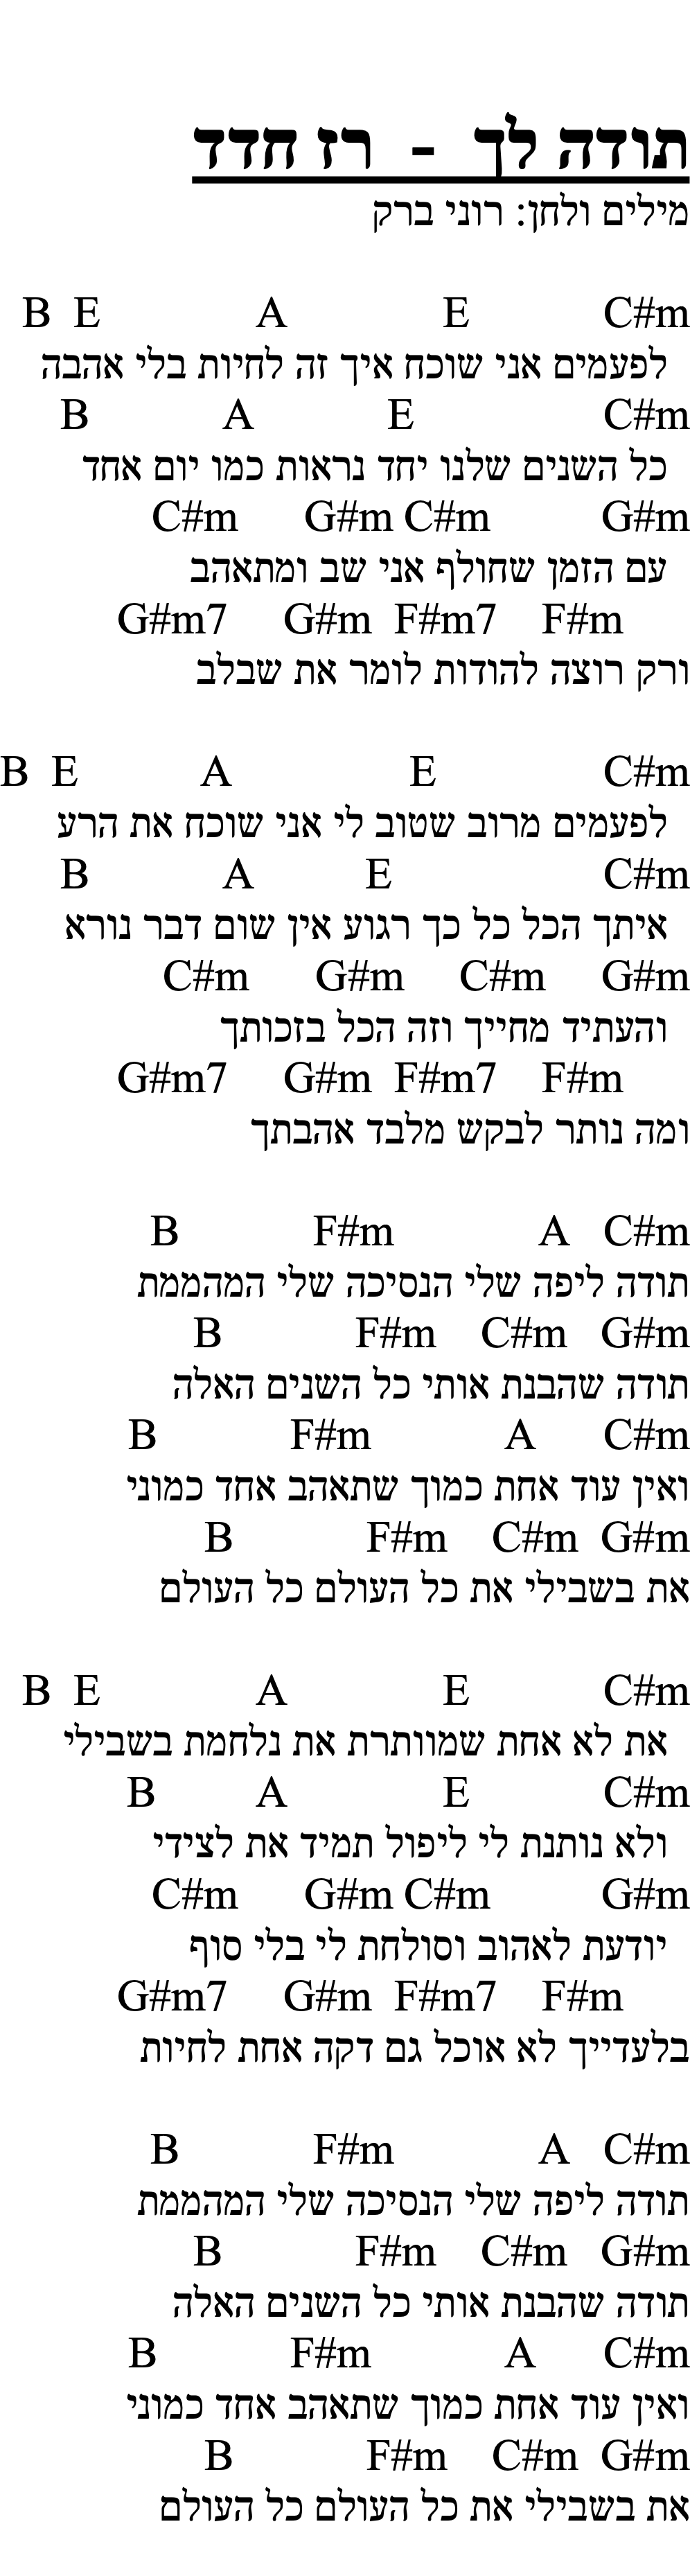 תודה לך - רז חדד
מילים ולחן: רוני ברק
B E A E C#m
לפעמים אני שוכח איך זה לחיות בלי אהבה
B A E C#m
כל השנים שלנו יחד נראות כמו יום אחד
C#m G#m C#m G#m
עם הזמן שחולף אני שב ומתאהב
G#m7 G#m F#m7 F#m
ורק רוצה להודות לומר את שבלב
B E A E C#m
לפעמים מרוב שטוב לי אני שוכח את הרע
B A E C#m
איתך הכל כל כך רגוע אין שום דבר נורא
C#m G#m C#m G#m
והעתיד מחייך וזה הכל בזכותך
G#m7 G#m F#m7 F#m
ומה נותר לבקש מלבד אהבתך
B F#m A C#m
תודה ליפה שלי הנסיכה שלי המהממת
B F#m C#m G#m
תודה שהבנת אותי כל השנים האלה
B F#m A C#m
ואין עוד אחת כמוך שתאהב אחד כמוני
B F#m C#m G#m
את בשבילי את כל העולם כל העולם
B E A E C#m
את לא אחת שמוותרת את נלחמת בשבילי
B A E C#m
ולא נותנת לי ליפול תמיד את לצידי
C#m G#m C#m G#m
יודעת לאהוב וסולחת לי בלי סוף
G#m7 G#m F#m7 F#m
בלעדייך לא אוכל גם דקה אחת לחיות
B F#m A C#m
תודה ליפה שלי הנסיכה שלי המהממת
B F#m C#m G#m
תודה שהבנת אותי כל השנים האלה
B F#m A C#m
ואין עוד אחת כמוך שתאהב אחד כמוני
B F#m C#m G#m
את בשבילי את כל העולם כל העולם